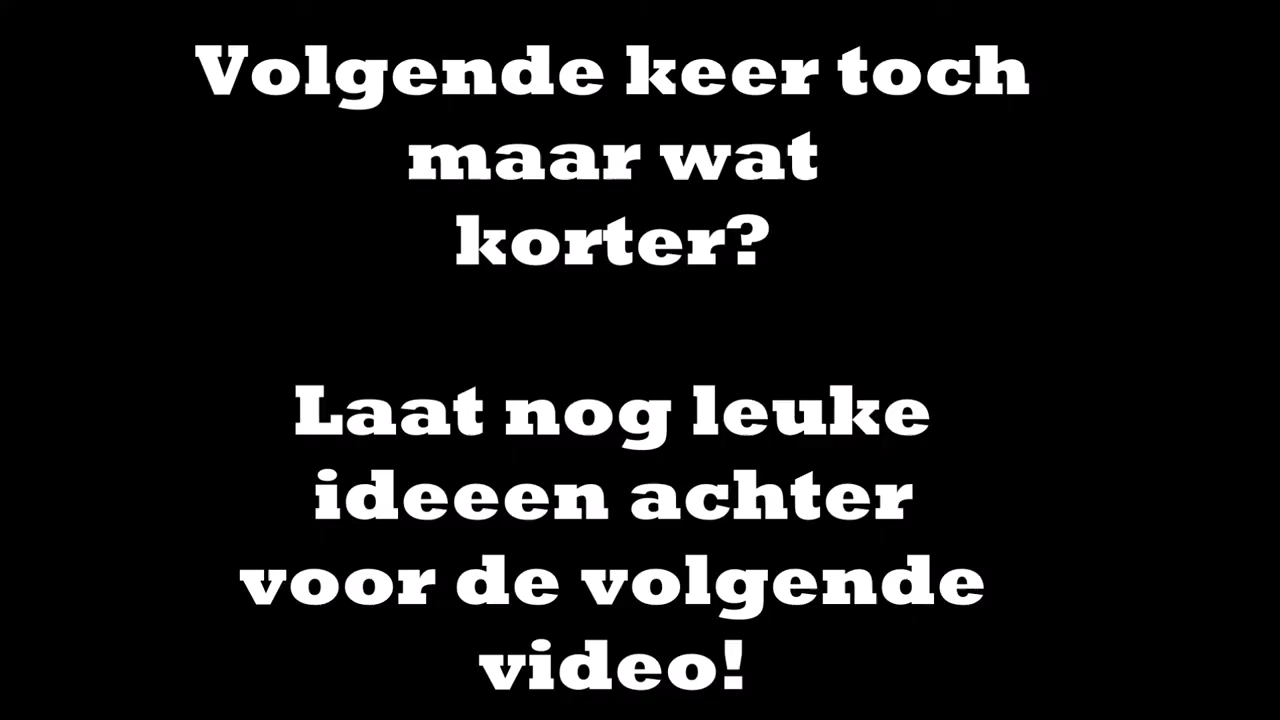 Volgende keer toch
maar wat
korter?
Laat nog leuke
ideeen achter
voor de volgende
video!